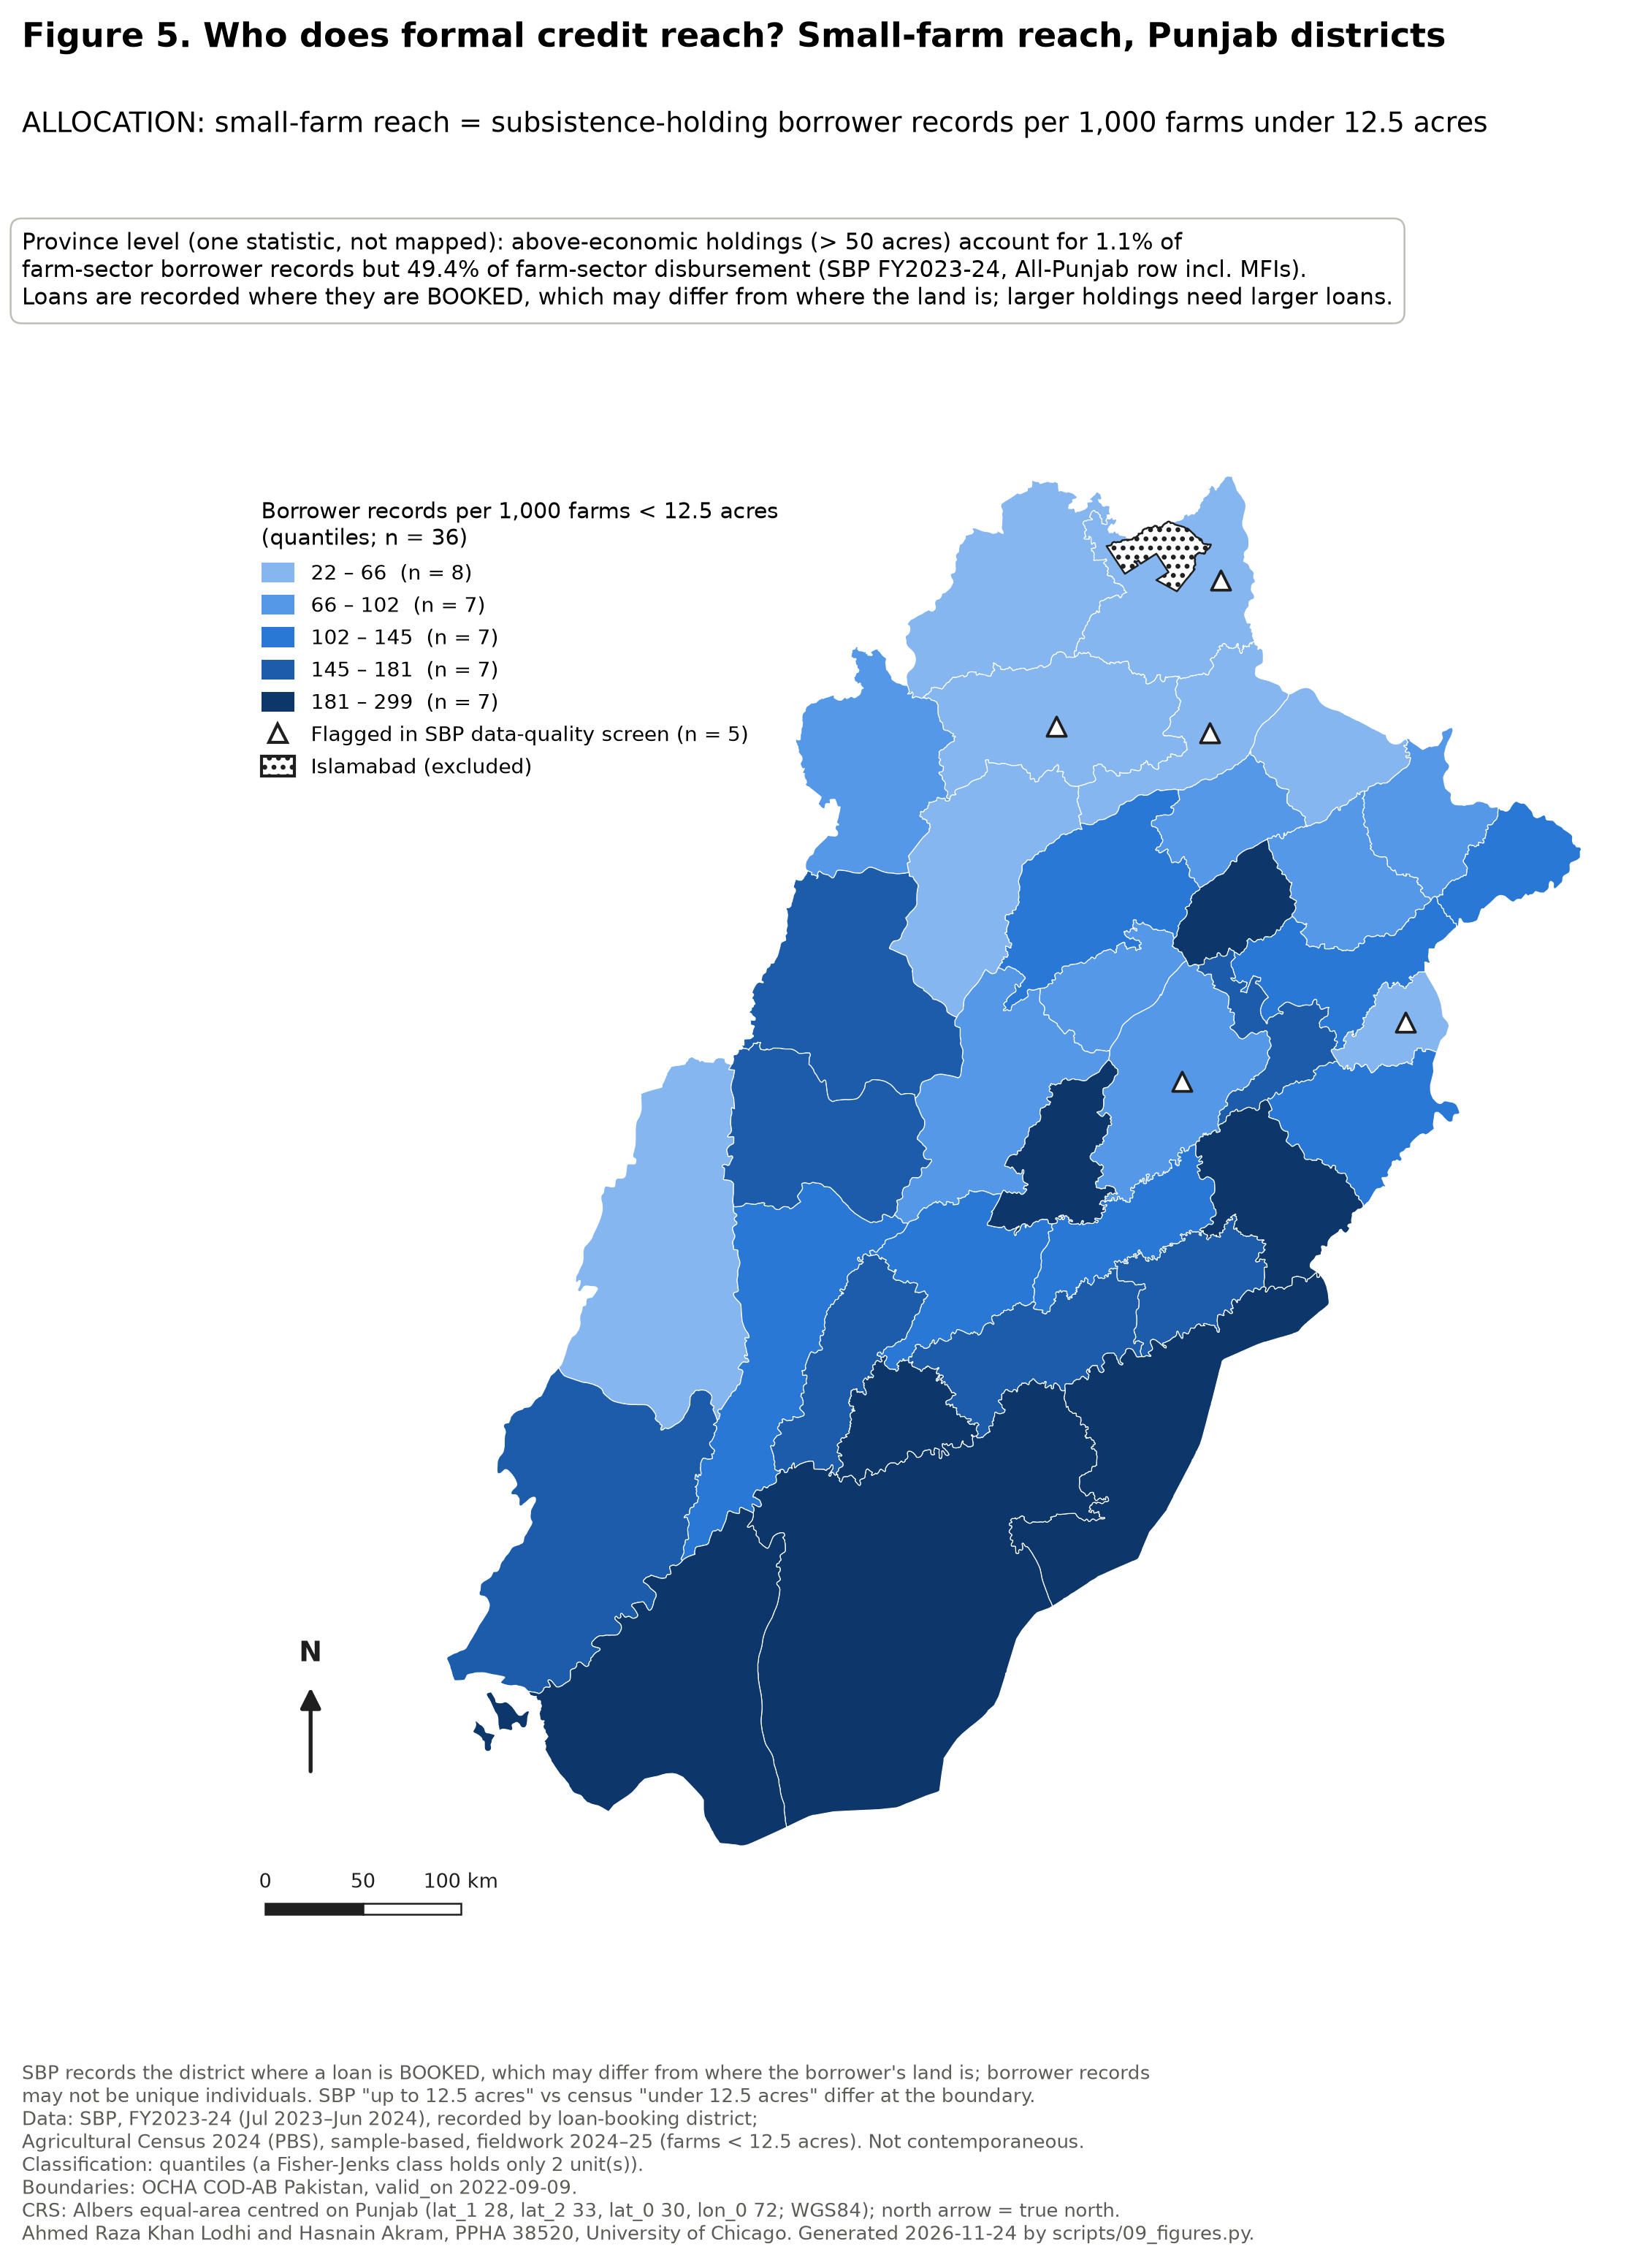 Figure 5. Who does formal credit reach? Small-farm reach, Punjab districts
ALLOCATION: small-farm reach = subsistence-holding borrower records per 1,000 farms under 12.5 acres
Province level (one statistic, not mapped): above-economic holdings (> 50 acres) account for 1.1% of
farm-sector borrower records but 49.4% of farm-sector disbursement (SBP FY2023-24, All-Punjab row incl. MFIs).
Loans are recorded where they are BOOKED, which may differ from where the land is; larger holdings need larger loans.
Borrower records per 1,000 farms < 12.5 acres
(quantiles; n = 36)
22 – 66  (n = 8)
66 – 102  (n = 7)
102 – 145  (n = 7)
145 – 181  (n = 7)
181 – 299  (n = 7)
Flagged in SBP data-quality screen (n = 5)
Islamabad (excluded)
N
0 50 100 km
SBP records the district where a loan is BOOKED, which may differ from where the borrower's land is; borrower records
may not be unique individuals. SBP "up to 12.5 acres" vs census "under 12.5 acres" differ at the boundary.
Data: SBP, FY2023-24 (Jul 2023–Jun 2024), recorded by loan-booking district;
Agricultural Census 2024 (PBS), sample-based, fieldwork 2024–25 (farms < 12.5 acres). Not contemporaneous.
Classification: quantiles (a Fisher-Jenks class holds only 2 unit(s)).
Boundaries: OCHA COD-AB Pakistan, valid_on 2022-09-09.
CRS: Albers equal-area centred on Punjab (lat_1 28, lat_2 33, lat_0 30, lon_0 72; WGS84); north arrow = true north.
Ahmed Raza Khan Lodhi and Hasnain Akram, PPHA 38520, University of Chicago. Generated 2026-11-24 by scripts/09_figures.py.